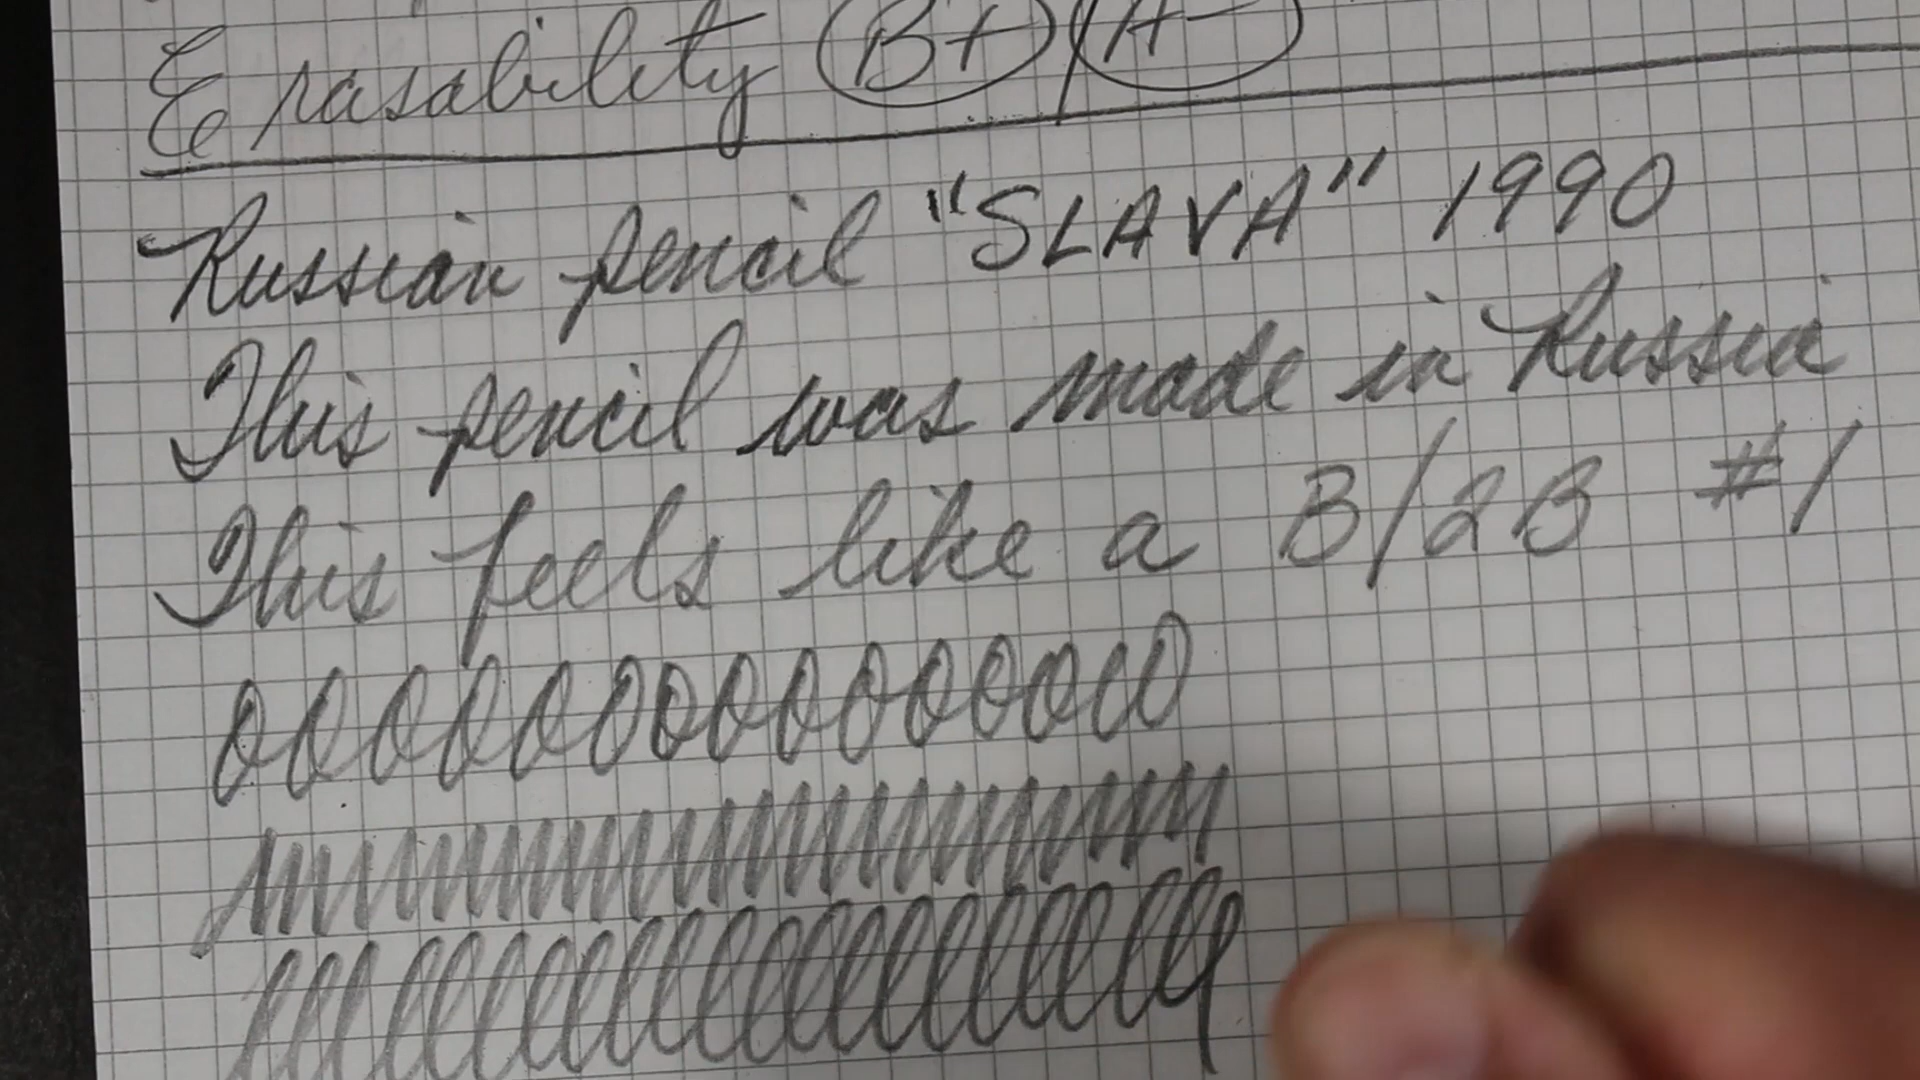 Erasability B+/A-
Russian pencil "SLAVA" 1990
This pencil was made in Russia
This feels like a B/2B #1